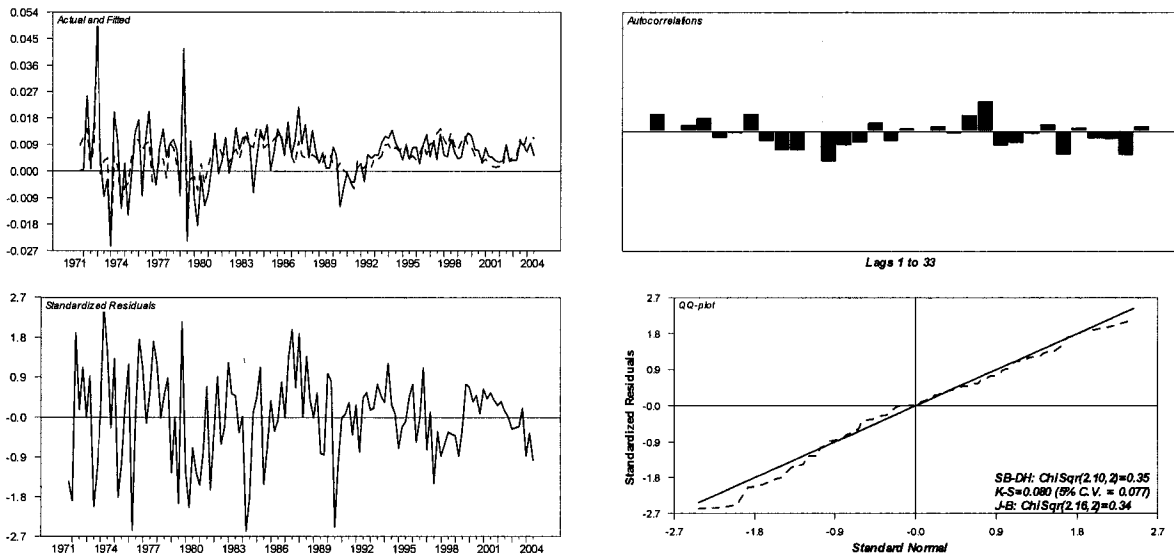 Actual and Fitted
0.054
0.045
0.036
0.027
0.018
0.009
0.000
-0.009
-0.018
-0.027
1971 1974 1977 1980 1983 1986 1989 1992 1995 1998 2001 2004
Autocorrelations
Lags 1 to 33
Standardized Residuals
2.7
1.8
0.9
-0.0
-0.9
-1.8
-2.7
1971 1974 1977 1980 1983 1986 1989 1992 1995 1998 2001 2004
QQ-plot
Standardized Residuals
2.7
1.8
0.9
-0.0
-0.9
-1.8
-2.7
SB-DH: ChiSqr(2.10,2)=0.35
K-S=0.080 (5% C.V. = 0.077)
J-B: ChiSqr(2.16,2)=0.34
-2.7 -1.8 -0.9 -0.0 0.9 1.8 2.7
Standard Normal